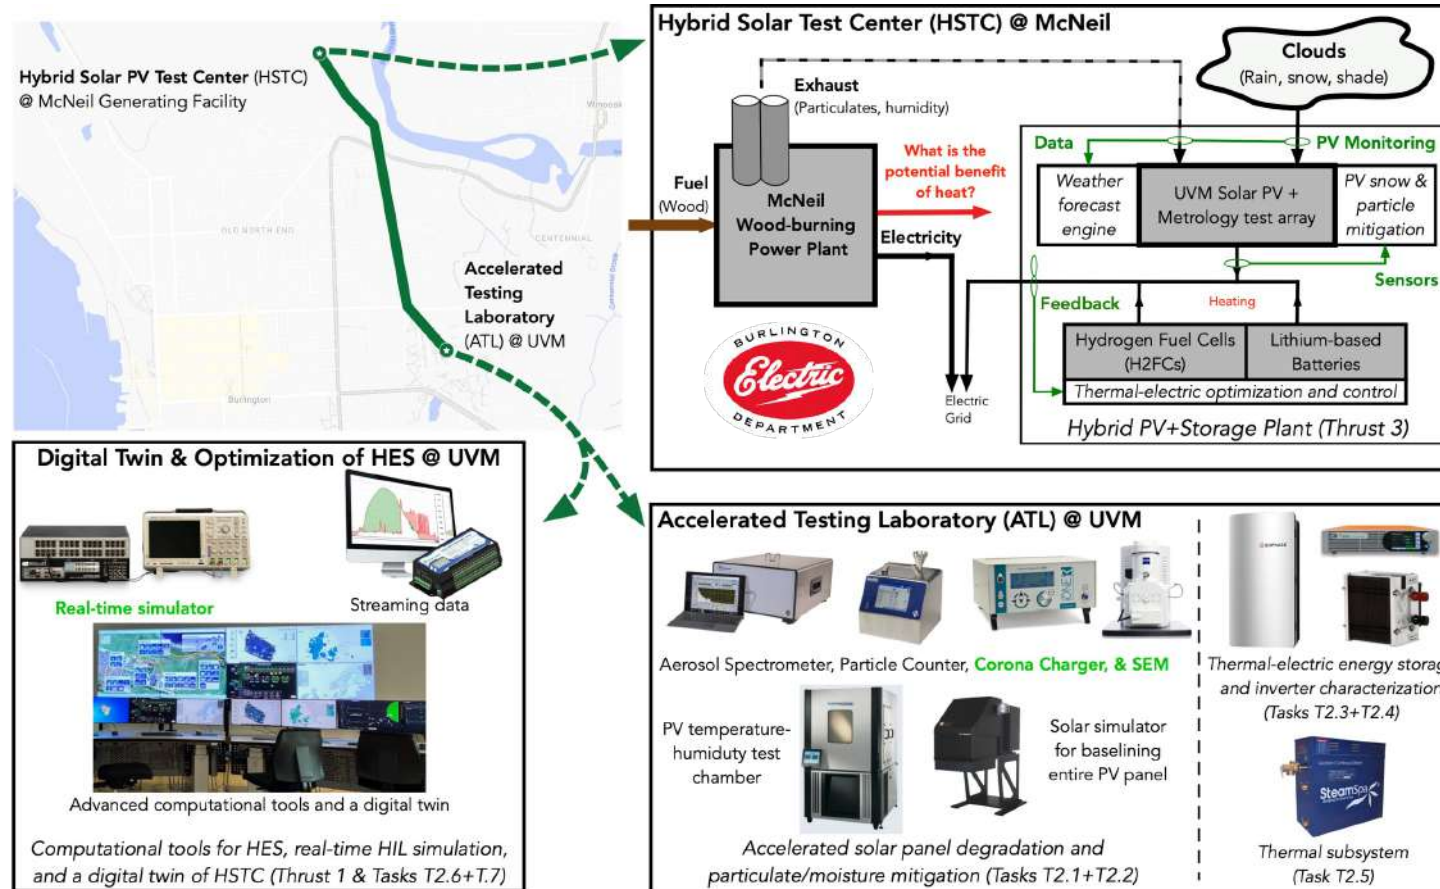 Hybrid Solar PV Test Center (HSTC)
@ McNeil Generating Facility
OLD NORTH END
CENTENNIAL
Burlington
Accelerated
Testing
Laboratory
(ATL) @ UVM
Hybrid Solar Test Center (HSTC) @ McNeil
Clouds
(Rain, snow, shade)
Exhaust
(Particulates, humidity)
Fuel
(Wood)
McNeil
Wood-burning
Power Plant
What is the
potential benefit
of heat?
Electricity
Data
PV Monitoring
Weather
forecast
engine
UVM Solar PV +
Metrology test array
PV snow &
particle
mitigation
Sensors
Feedback
Heating
Hydrogen Fuel Cells
(H2FCs)
Lithium-based
Batteries
Thermal-electric optimization and control
Electric
Grid
Hybrid PV+Storage Plant (Thrust 3)
BURLINGTON
Electric
DEPARTMENT
Digital Twin & Optimization of HES @ UVM
Real-time simulator
Streaming data
Advanced computational tools and a digital twin
Computational tools for HES, real-time HIL simulation,
and a digital twin of HSTC (Thrust 1 & Tasks T2.6+T.7)
Accelerated Testing Laboratory (ATL) @ UVM
Aerosol Spectrometer, Particle Counter, Corona Charger, & SEM
PV temperature-
humiduty test
chamber
Solar simulator
for baselining
entire PV panel
Accelerated solar panel degradation and
particulate/moisture mitigation (Tasks T2.1+T2.2)
Thermal-electric energy storag
and inverter characterization
(Tasks T2.3+T2.4)
SteamSpa
Thermal subsystem
(Task T2.5)